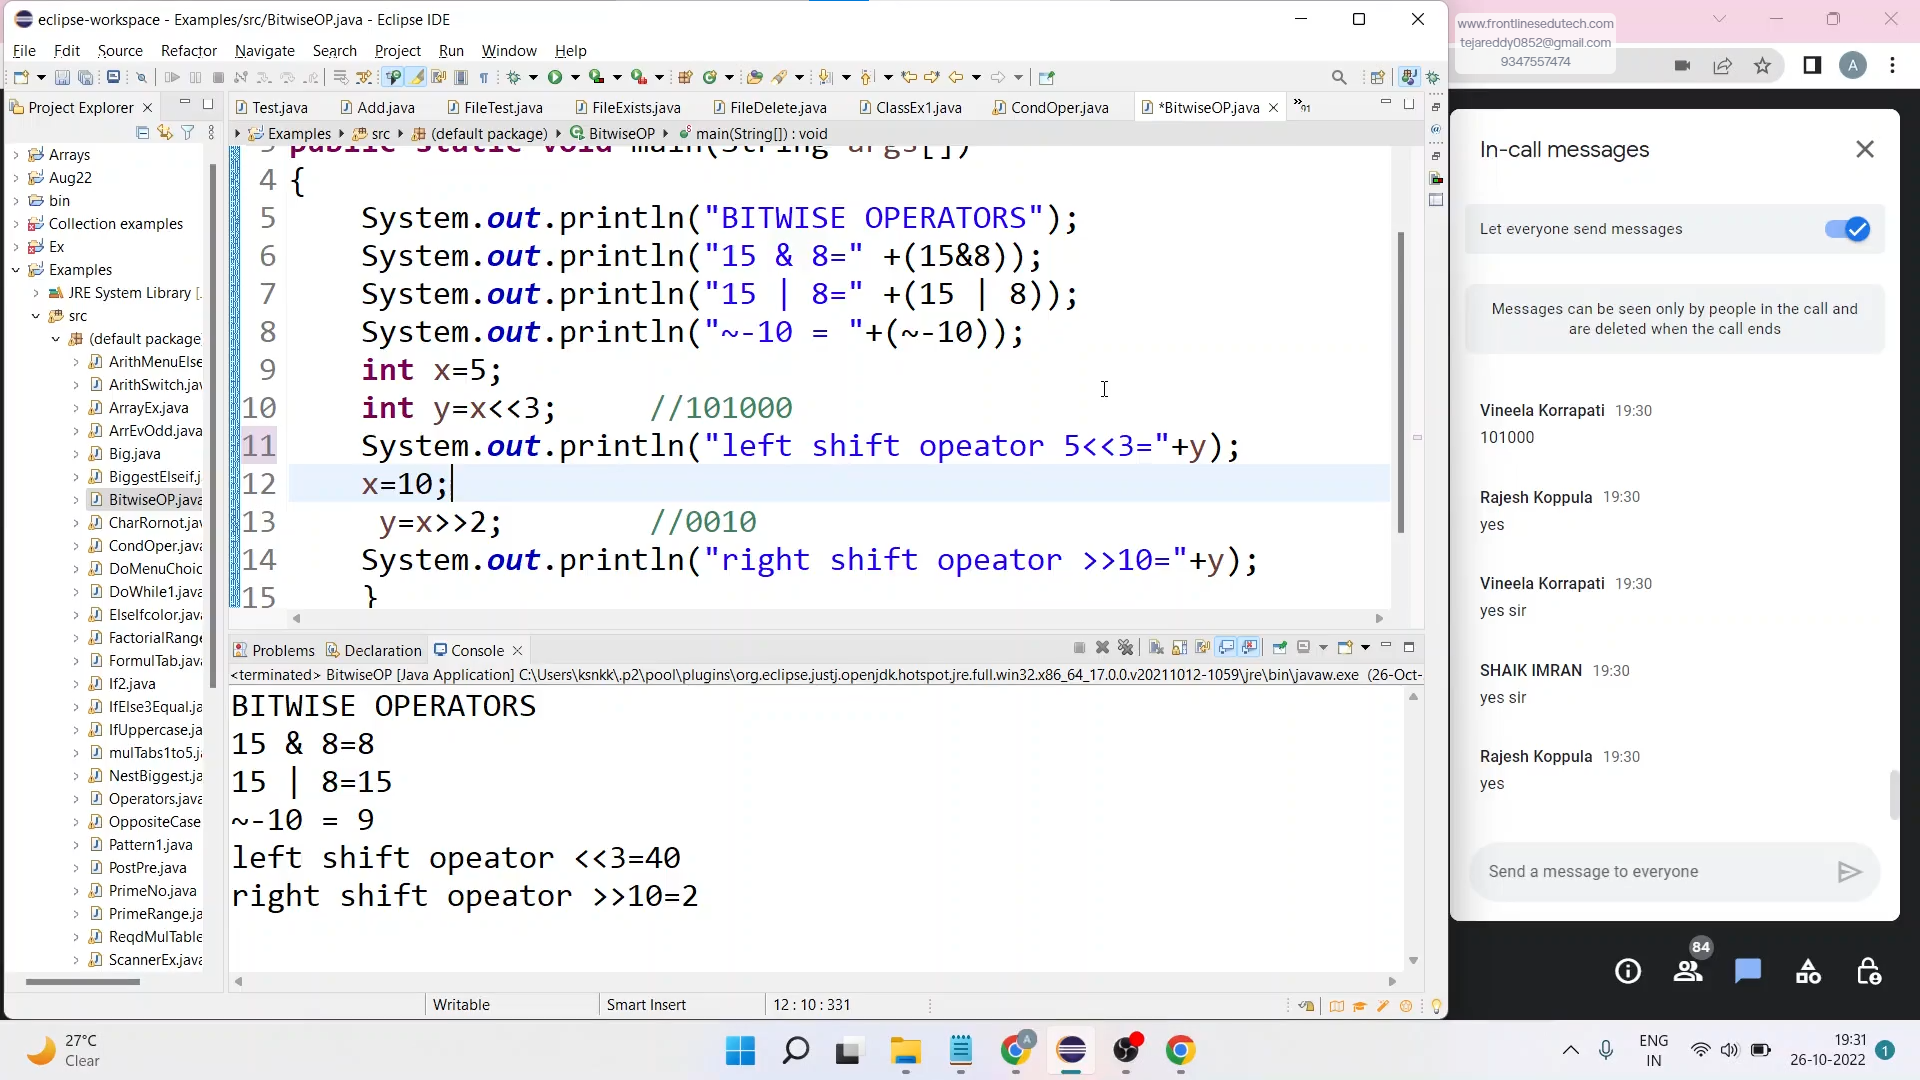 eclipse-workspace - Examples/src/BitwiseOP.java - Eclipse IDE
File Edit Source Refactor Navigate Search Project Run Window Help
Project Explorer
Arrays
Aug22
bin
Collection examples
Ex
Examples
JRE System Library [
src
(default package)
ArithMenuElse
ArithSwitch.jav
ArrayEx.java
ArrEvOdd.java
Big.java
BiggestElseif.j
BitwiseOP.java
CharRornot.jav
CondOper.java
DoMenuChoic
DoWhile1.java
ElseIfcolor.java
FactorialRange
FormulTab.java
If2.java
IfElse3Equal.ja
IfUppercase.jav
mulTabs1to5.ja
NestBiggest.jav
Operators.java
OppositeCase
Pattern1.java
PostPre.java
PrimeNo.java
PrimeRange.ja
ReqdMulTable
ScannerEx.java
Test.java Add.java FileTest.java FileExists.java FileDelete.java ClassEx1.java CondOper.java *BitwiseOP.java »91
Examples src (default package) BitwiseOP main(String[]) : void
3 public static void main(String args[])
4 {
5 System.out.println("BITWISE OPERATORS");
6 System.out.println("15 & 8=" +(15&8));
7 System.out.println("15 | 8=" +(15 | 8));
8 System.out.println("~-10 = "+(~-10));
9 int x=5;
10 int y=x<<3; //101000
11 System.out.println("left shift opeator 5<<3="+y);
12 x=10;
13 y=x>>2; //0010
14 System.out.println("right shift opeator >>10="+y);
15 }
Problems Declaration Console
<terminated> BitwiseOP [Java Application] C:\Users\ksnkk\.p2\pool\plugins\org.eclipse.justj.openjdk.hotspot.jre.full.win32.x86_64_17.0.0.v20211012-1059\jre\bin\javaw.exe (26-Oct-
BITWISE OPERATORS
15 & 8=8
15 | 8=15
~-10 = 9
left shift opeator <<3=40
right shift opeator >>10=2
Writable Smart Insert 12 : 10 : 331
www.frontlinesedutech.com
tejareddy0852@gmail.com
9347557474
A
In-call messages
Let everyone send messages
Messages can be seen only by people in the call and
are deleted when the call ends
Vineela Korrapati 19:30
101000
Rajesh Koppula 19:30
yes
Vineela Korrapati 19:30
yes sir
SHAIK IMRAN 19:30
yes sir
Rajesh Koppula 19:30
yes
Send a message to everyone
84
27°C
Clear
A
ENG
IN
19:31
26-10-2022
1